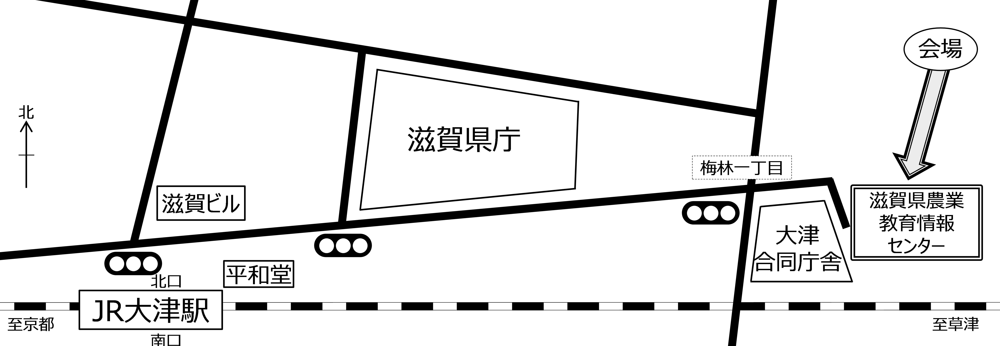 会場
北
滋賀県庁
梅林一丁目
滋賀ビル
滋賀県農業
教育情報
センター
大津
合同庁舎
平和堂
北口
JR大津駅
至京都
至草津
南口